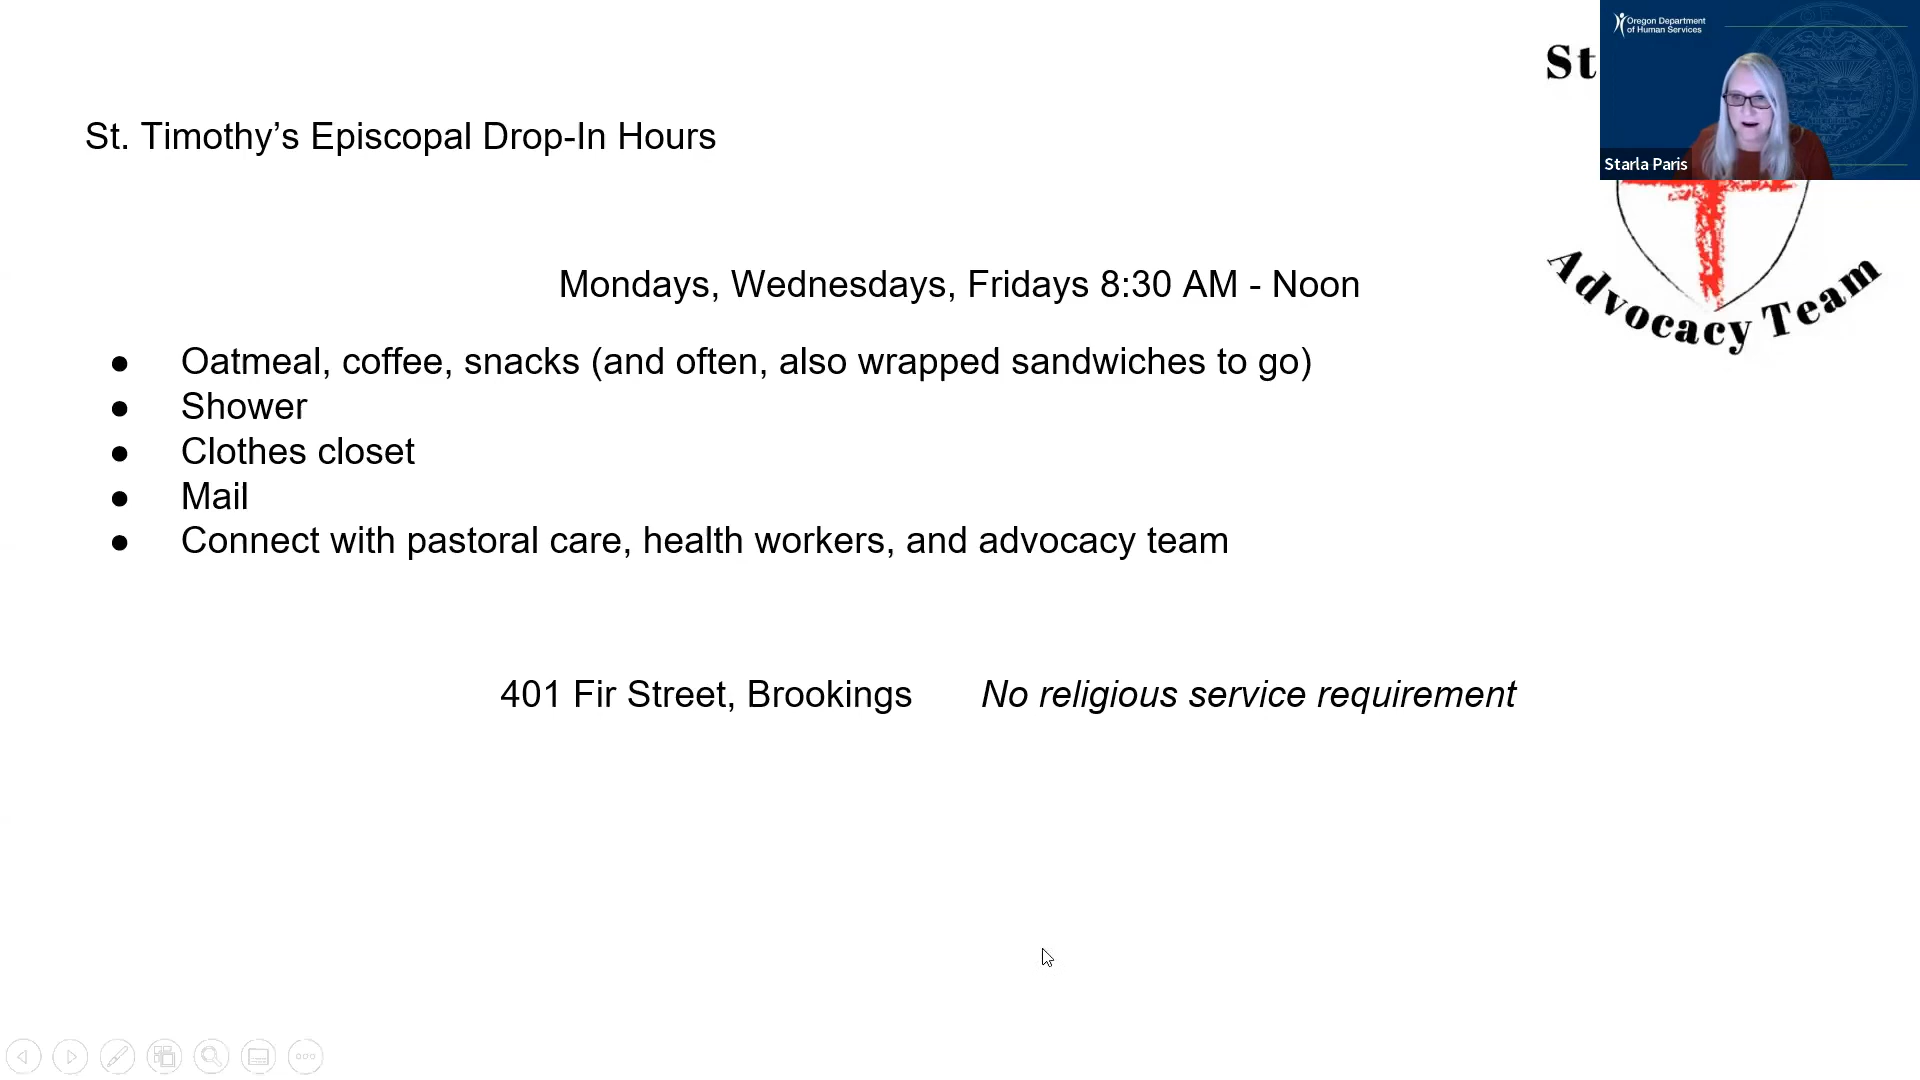 Oregon Department
of Human Services
St
Starla Paris
St. Timothy’s Episcopal Drop-In Hours
Advocacy Team
Mondays, Wednesdays, Fridays 8:30 AM - Noon
● Oatmeal, coffee, snacks (and often, also wrapped sandwiches to go)
● Shower
● Clothes closet
● Mail
● Connect with pastoral care, health workers, and advocacy team
401 Fir Street, Brookings No religious service requirement